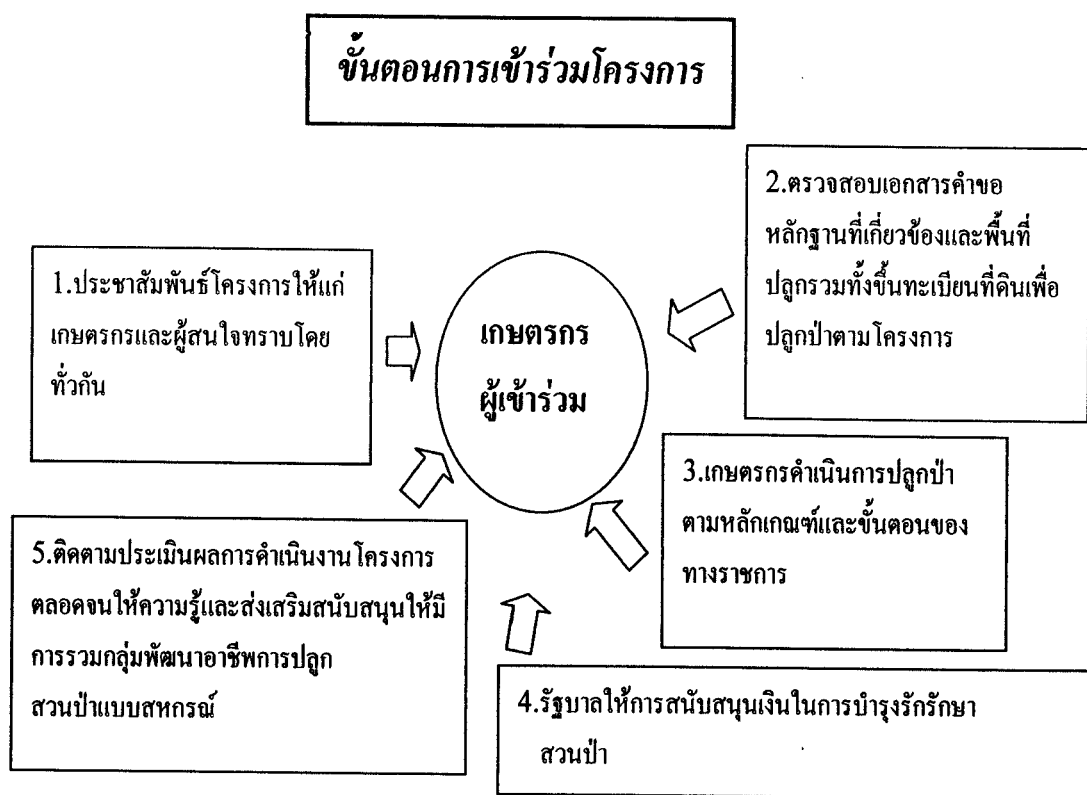 ขั้นตอนการเข้าร่วมโครงการ
1.ประชาสัมพันธ์โครงการให้แก่
เกษตรกรและผู้สนใจทราบโดย
ทั่วกัน
เกษตรกร
ผู้เข้าร่วม
2.ตรวจสอบเอกสารคำขอ
หลักฐานที่เกี่ยวข้องและพื้นที่
ปลูกรวมทั้งขึ้นทะเบียนที่ดินเพื่อ
ปลูกป่าตามโครงการ
3.เกษตรกรดำเนินการปลูกป่า
ตามหลักเกณฑ์และขั้นตอนของ
ทางราชการ
4.รัฐบาลให้การสนับสนุนเงินในการบำรุงรักรักษา
สวนป่า
5.ติดตามประเมินผลการดำเนินงานโครงการ
ตลอดจนให้ความรู้และส่งเสริมสนับสนุนให้มี
การรวมกลุ่มพัฒนาอาชีพการปลูก
สวนป่าแบบสหกรณ์